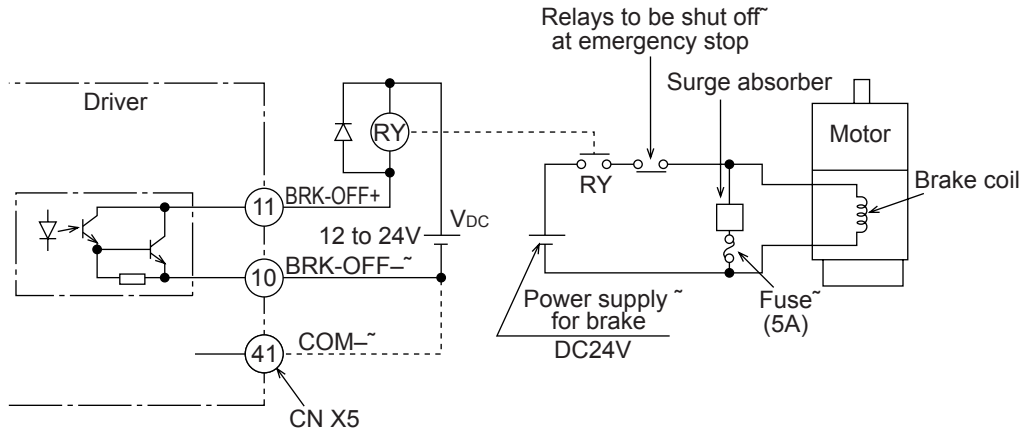 Relays to be shut off˜
at emergency stop
Surge absorber
Driver
RY
Motor
RY
Brake coil
11
BRK-OFF+
VDC
12 to 24V
10
BRK-OFF–˜
Power supply ˜
for brake
DC24V
Fuse˜
(5A)
41
COM–˜
CN X5